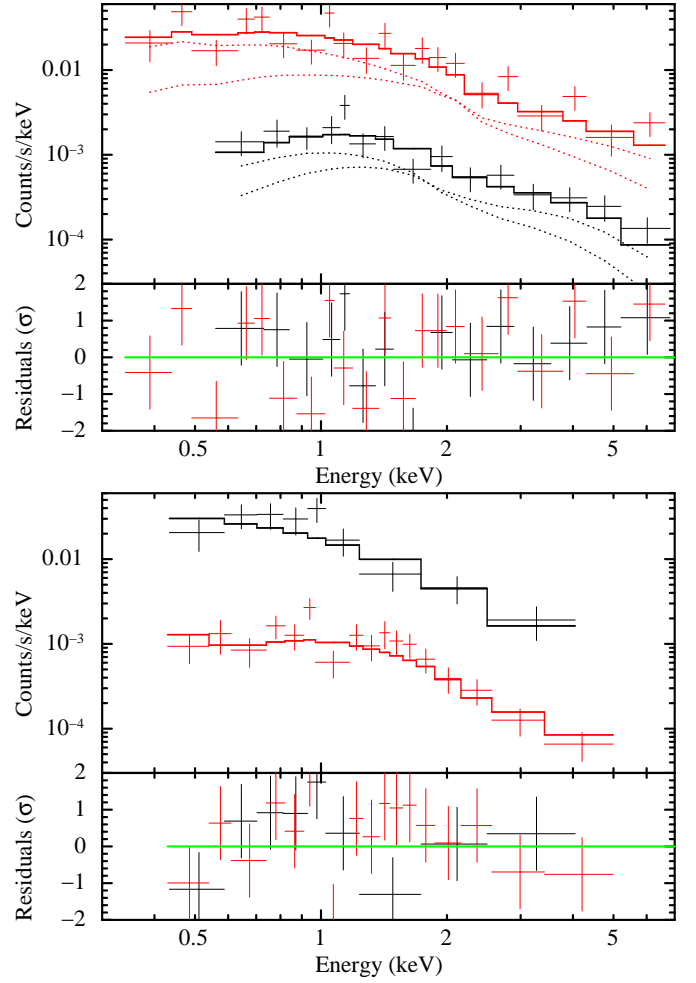 0.01
10⁻³
10⁻⁴
Counts/s/keV
2
1
0
−1
−2
Residuals (σ)
0.5 1 2 5
Energy (keV)
0.01
10⁻³
10⁻⁴
Counts/s/keV
2
1
0
−1
−2
Residuals (σ)
0.5 1 2 5
Energy (keV)